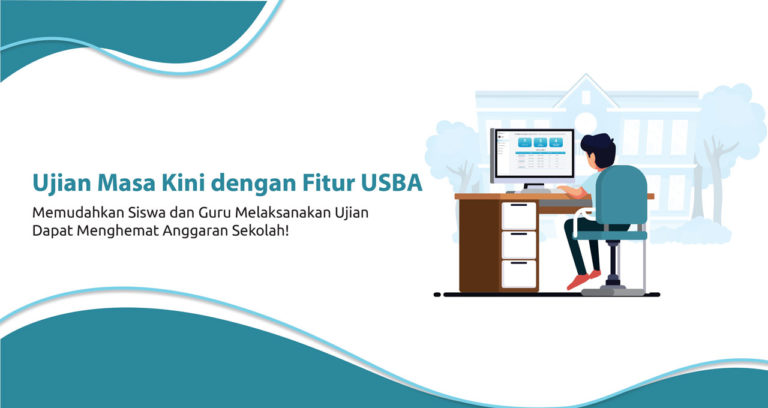 Ujian Masa Kini dengan Fitur USBA
Memudahkan Siswa dan Guru Melaksanakan Ujian
Dapat Menghemat Anggaran Sekolah!